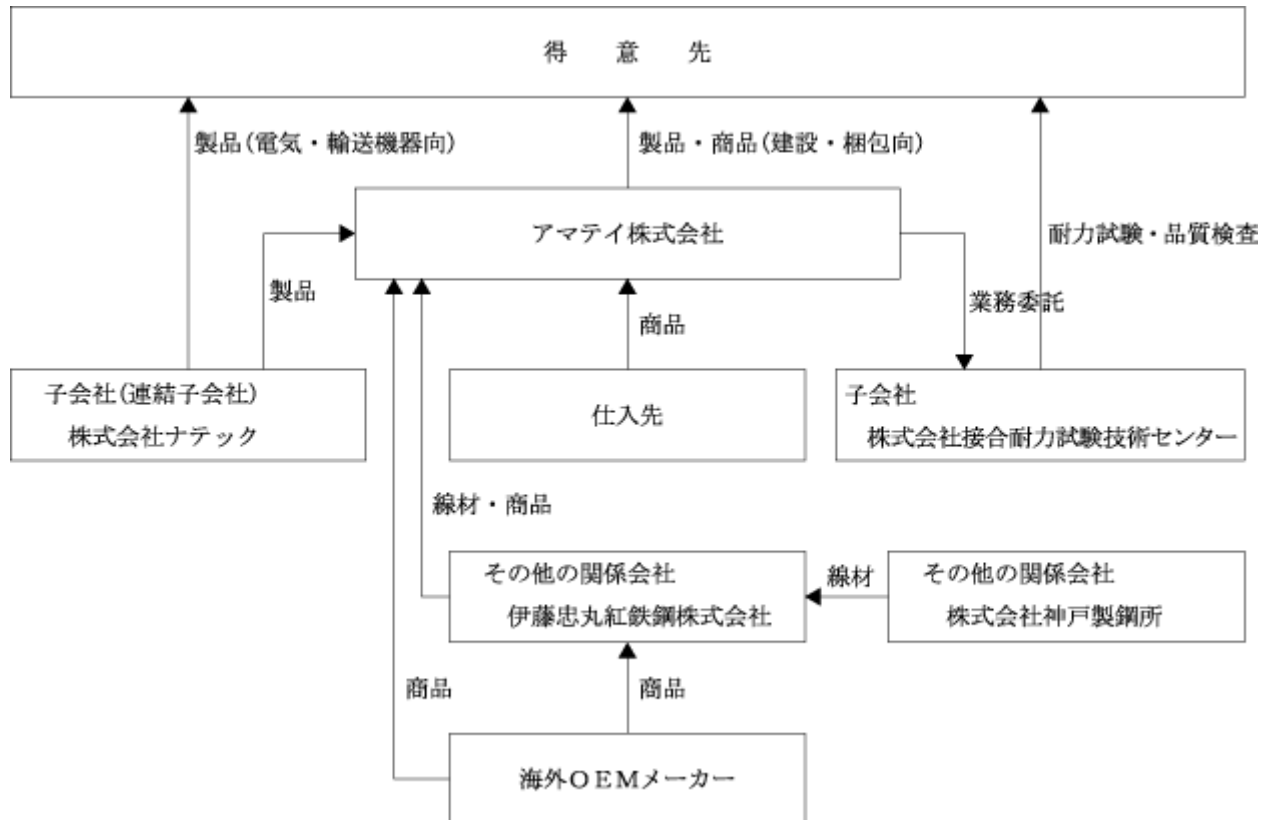 得意先
製品(電気・輸送機器向)
製品・商品(建設・梱包向)
アマテイ株式会社
耐力試験・品質検査
製品
商品
業務委託
子会社(連結子会社)
株式会社ナテック
仕入先
子会社
株式会社接合耐力試験技術センター
線材・商品
その他の関係会社
伊藤忠丸紅鉄鋼株式会社
線材
その他の関係会社
株式会社神戸製鋼所
商品
商品
海外OEMメーカー